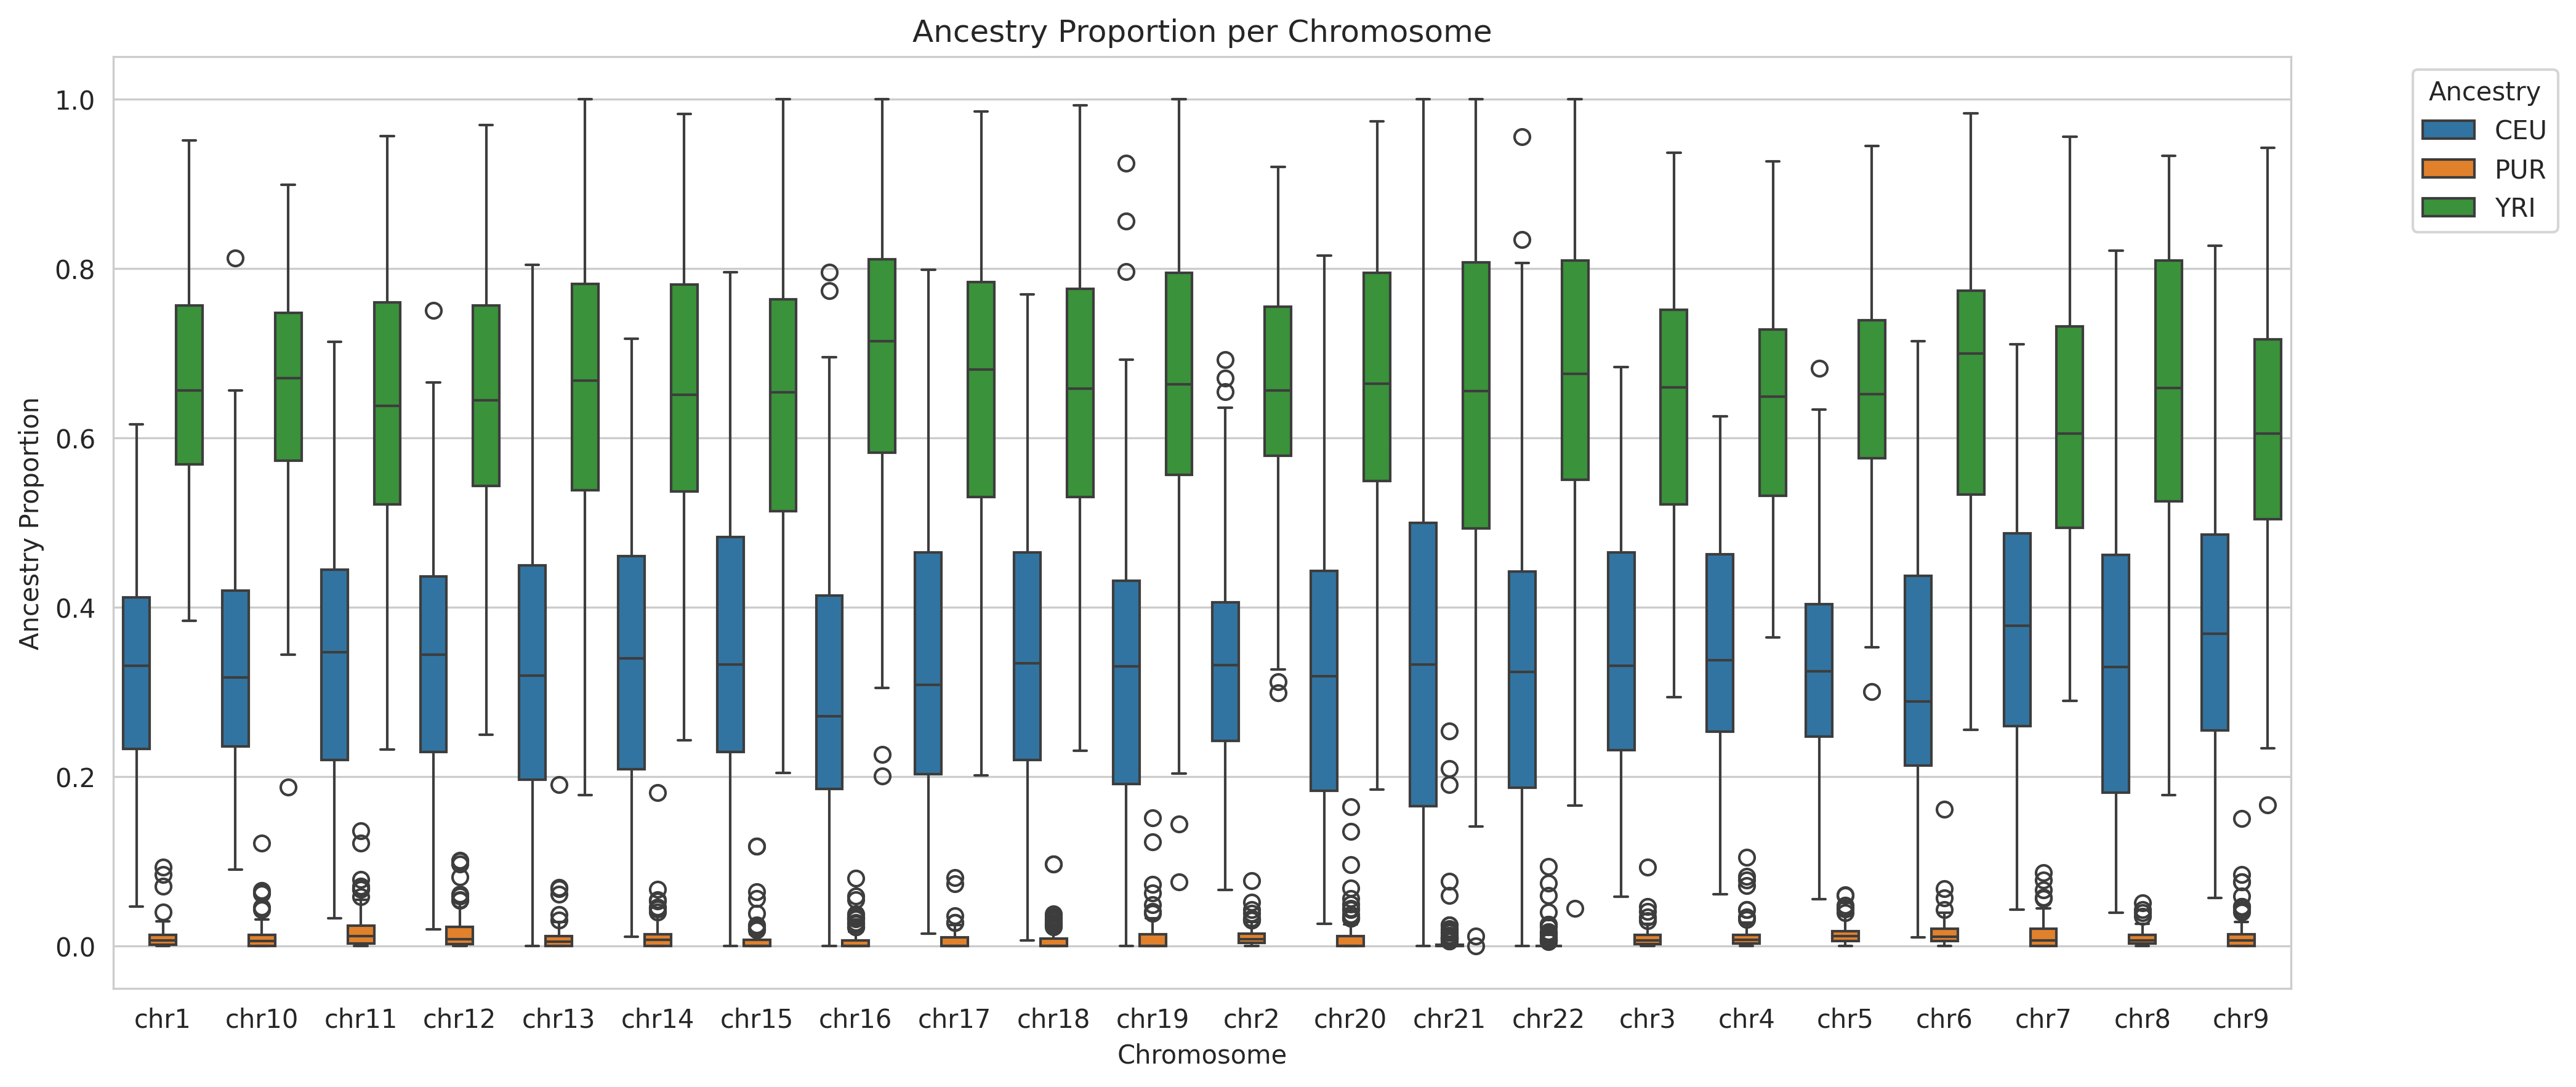 Ancestry Proportion per Chromosome
Ancestry
CEU
PUR
YRI
Ancestry Proportion
1.0
0.8
0.6
0.4
0.2
0.0
chr1 chr10 chr11 chr12 chr13 chr14 chr15 chr16 chr17 chr18 chr19 chr2 chr20 chr21 chr22 chr3 chr4 chr5 chr6 chr7 chr8 chr9
Chromosome